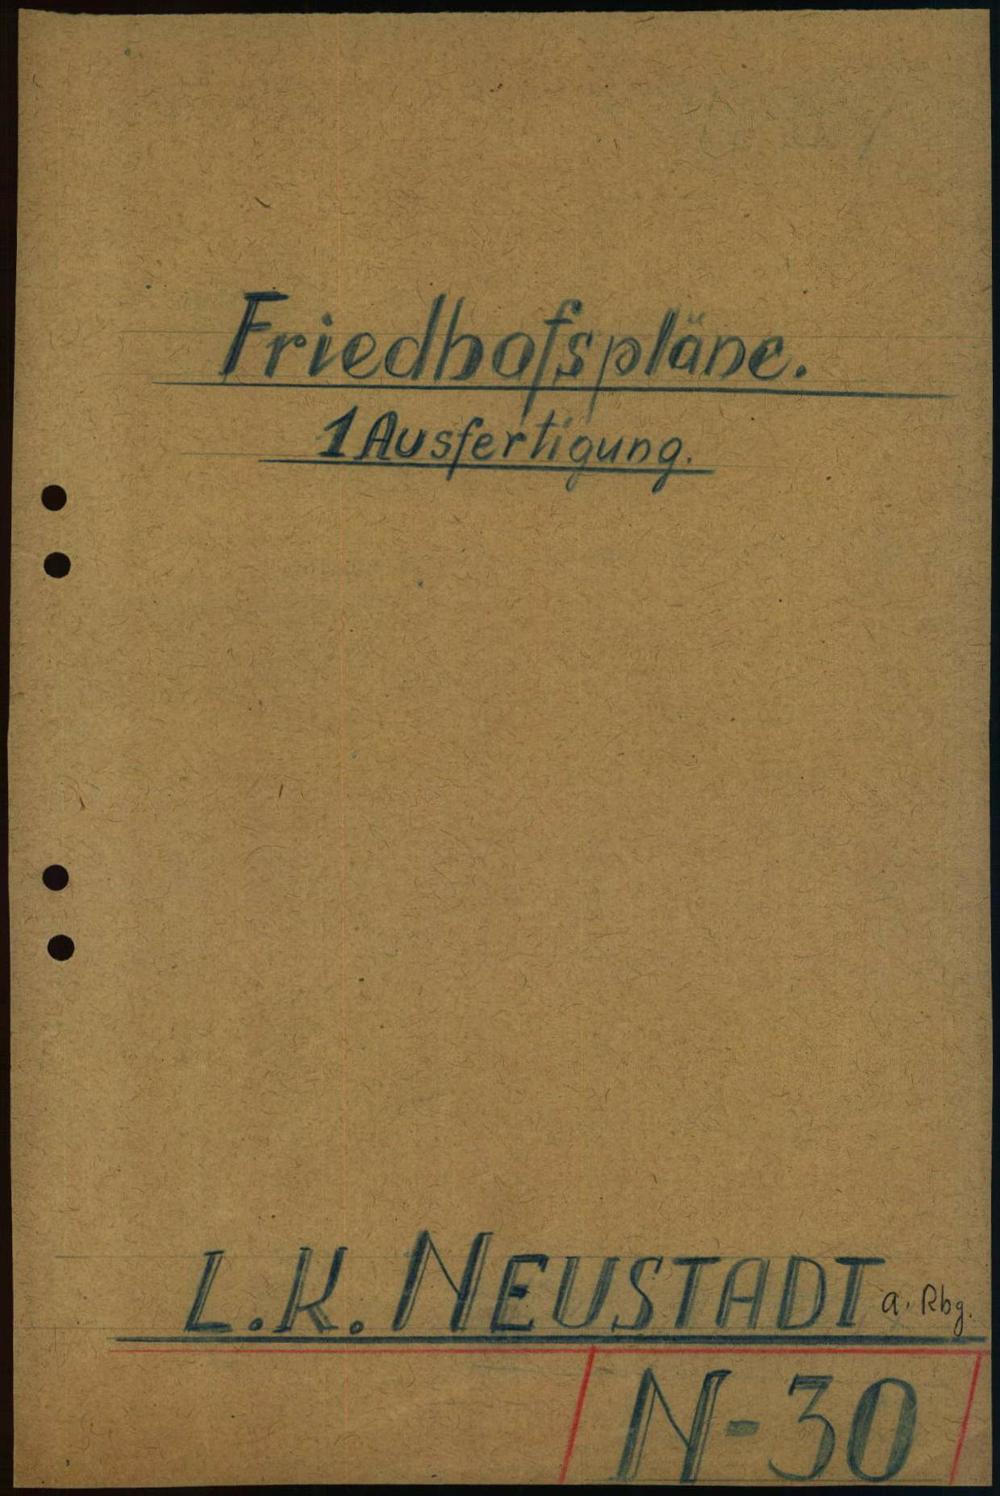 Friedhofspläne.
1 Ausfertigung.
L.K. NEUSTADT a. Rbg.
N-30